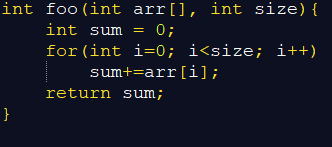 int foo(int arr[], int size){
    int sum = 0;
    for(int i=0; i<size; i++)
        sum+=arr[i];
    return sum;
}